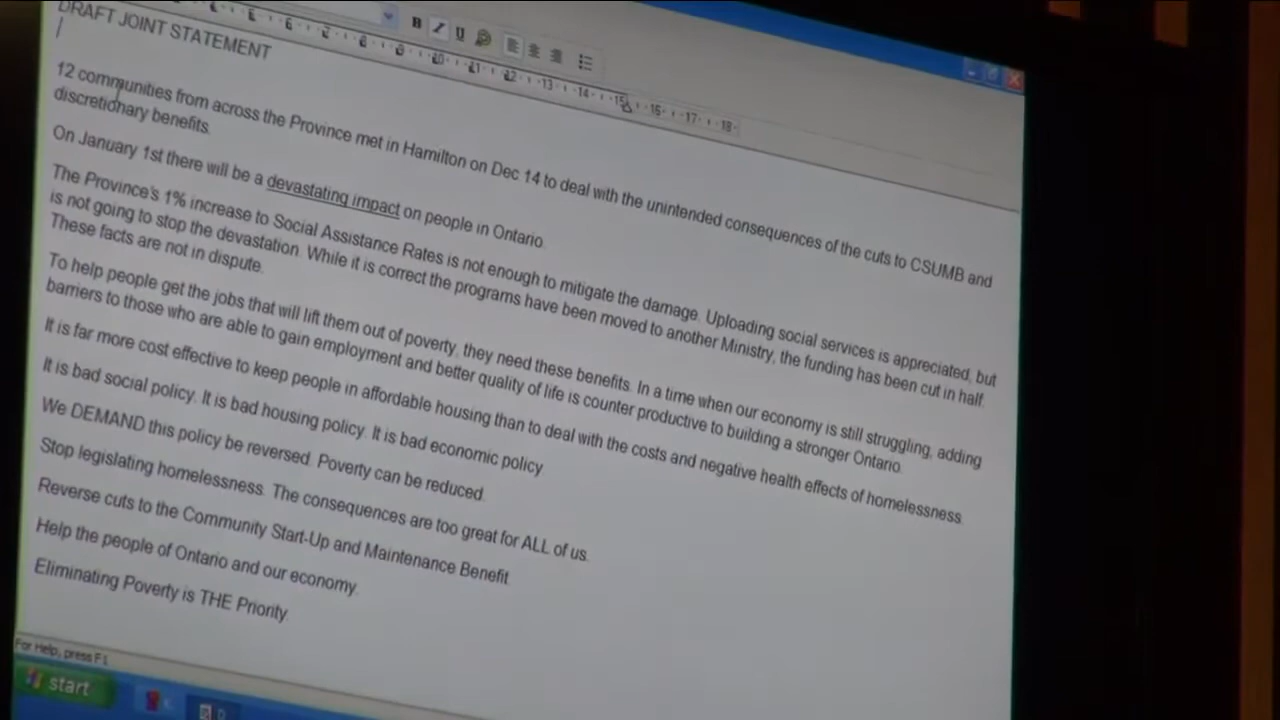 DRAFT JOINT STATEMENT
12 communities from across the Province met in Hamilton on Dec 14 to deal with the unintended consequences of the cuts to CSUMB and
discretionary benefits.
On January 1st there will be a devastating impact on people in Ontario.
The Province's 1% increase to Social Assistance Rates is not enough to mitigate the damage. Uploading social services is appreciated, but
is not going to stop the devastation. While it is correct the programs have been moved to another Ministry, the funding has been cut in half.
These facts are not in dispute.
To help people get the jobs that will lift them out of poverty, they need these benefits. In a time when our economy is still struggling, adding
barriers to those who are able to gain employment and better quality of life is counter productive to building a stronger Ontario.
It is far more cost effective to keep people in affordable housing than to deal with the costs and negative health effects of homelessness.
It is bad social policy. It is bad housing policy. It is bad economic policy
We DEMAND this policy be reversed. Poverty can be reduced.
Stop legislating homelessness. The consequences are too great for ALL of us.
Reverse cuts to the Community Start-Up and Maintenance Benefit
Help the people of Ontario and our economy.
Eliminating Poverty is THE Priority.
For Help, press F1
start